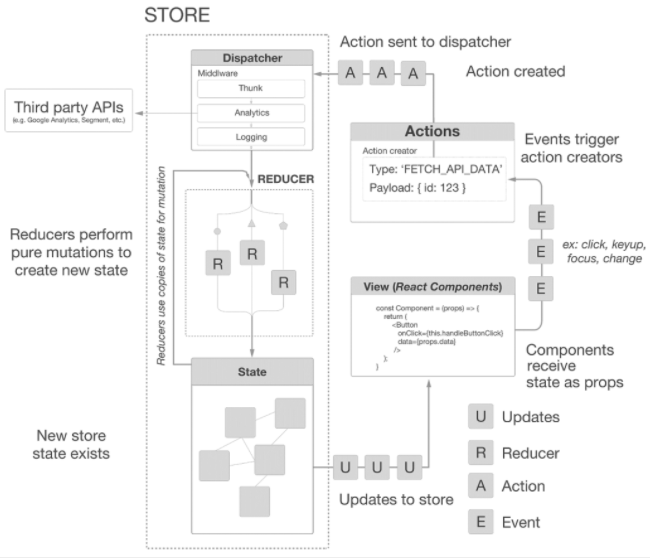 STORE
Dispatcher
Middlware
Thunk
Analytics
Logging
Third party APIs
(e.g. Google Analytics, Segment, etc.)
Action sent to dispatcher
A A A
Action created
Actions
Action creator
Type: ‘FETCH_API_DATA’
Payload: { id: 123 }
Events trigger
action creators
E
E
E
ex: click, keyup,
focus, change
REDUCER
R
R
R
Reducers use copies of state for mutation
Reducers perform
pure mutations to
create new state
View (React Components)
const Component = (props) => {
return (
<Button
onClick={this.handleButtonClick}
data={props.data}
/>
);
}
Components
receive
state as props
State
New store
state exists
U U U
Updates to store
U Updates
R Reducer
A Action
E Event